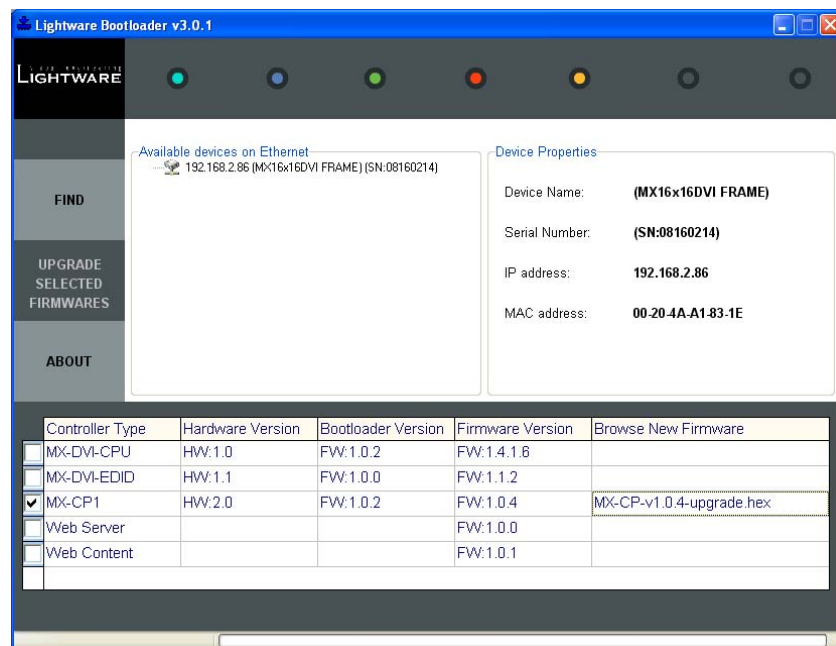 Lightware Bootloader v3.0.1
LIGHTWARE
FIND
UPGRADE
SELECTED
FIRMWARES
ABOUT
Available devices on Ethernet
192.168.2.86 (MX16x16DVI FRAME) (SN:08160214)
Device Properties
Device Name: (MX16x16DVI FRAME)
Serial Number: (SN:08160214)
IP address: 192.168.2.86
MAC address: 00-20-4A-A1-83-1E
Controller Type Hardware Version Bootloader Version Firmware Version Browse New Firmware
MX-DVI-CPU HW:1.0 FW:1.0.2 FW:1.4.1.6
MX-DVI-EDID HW:1.1 FW:1.0.0 FW:1.1.2
MX-CP1 HW:2.0 FW:1.0.2 FW:1.0.4 MX-CP-v1.0.4-upgrade.hex
Web Server FW:1.0.0
Web Content FW:1.0.1